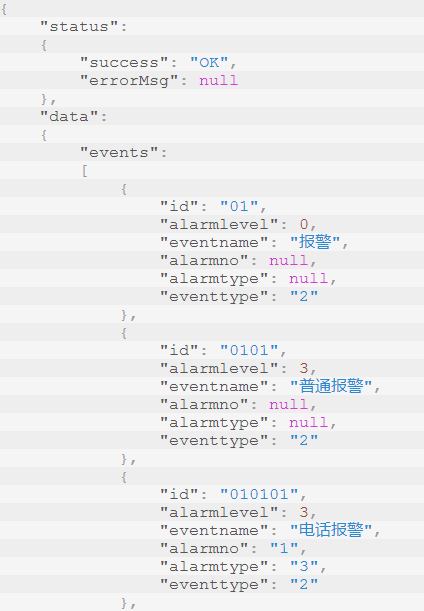 {
"status":
{
"success": "OK",
"errorMsg": null
},
"data":
{
"events":
[
{
"id": "01",
"alarmlevel": 0,
"eventname": "报警",
"alarmno": null,
"alarmtype": null,
"eventtype": "2"
},
{
"id": "0101",
"alarmlevel": 3,
"eventname": "普通报警",
"alarmno": null,
"alarmtype": null,
"eventtype": "2"
},
{
"id": "010101",
"alarmlevel": 3,
"eventname": "电话报警",
"alarmno": "1",
"alarmtype": "3",
"eventtype": "2"
},